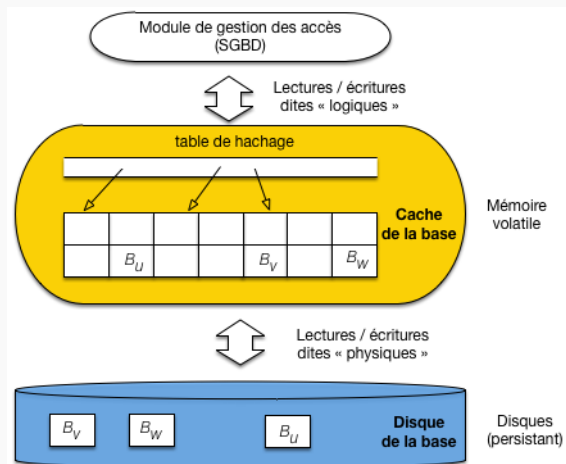 Module de gestion des accès
(SGBD)
Lectures / écritures
dites « logiques »
table de hachage
Cache
de la base
Mémoire
volatile
B_U B_V B_W
Lectures / écritures
dites « physiques »
B_V B_W B_U
Disque
de la base
Disques
(persistant)